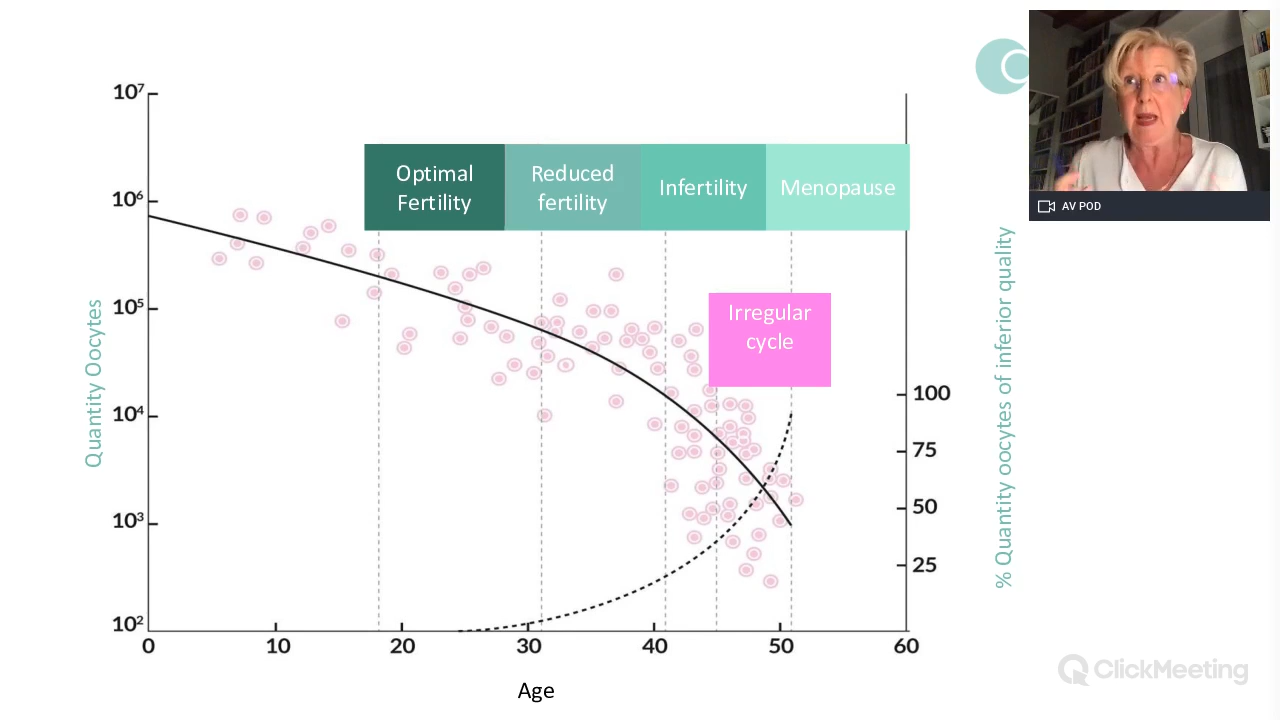 10⁷
10⁶
10⁵
10⁴
10³
10²
Quantity Oocytes
Optimal
Fertility
Reduced
fertility
Infertility
Menopause
Irregular
cycle
100
75
50
25
% Quantity oocytes of inferior quality
0
10
20
30
40
50
60
Age
AV POD
ClickMeeting